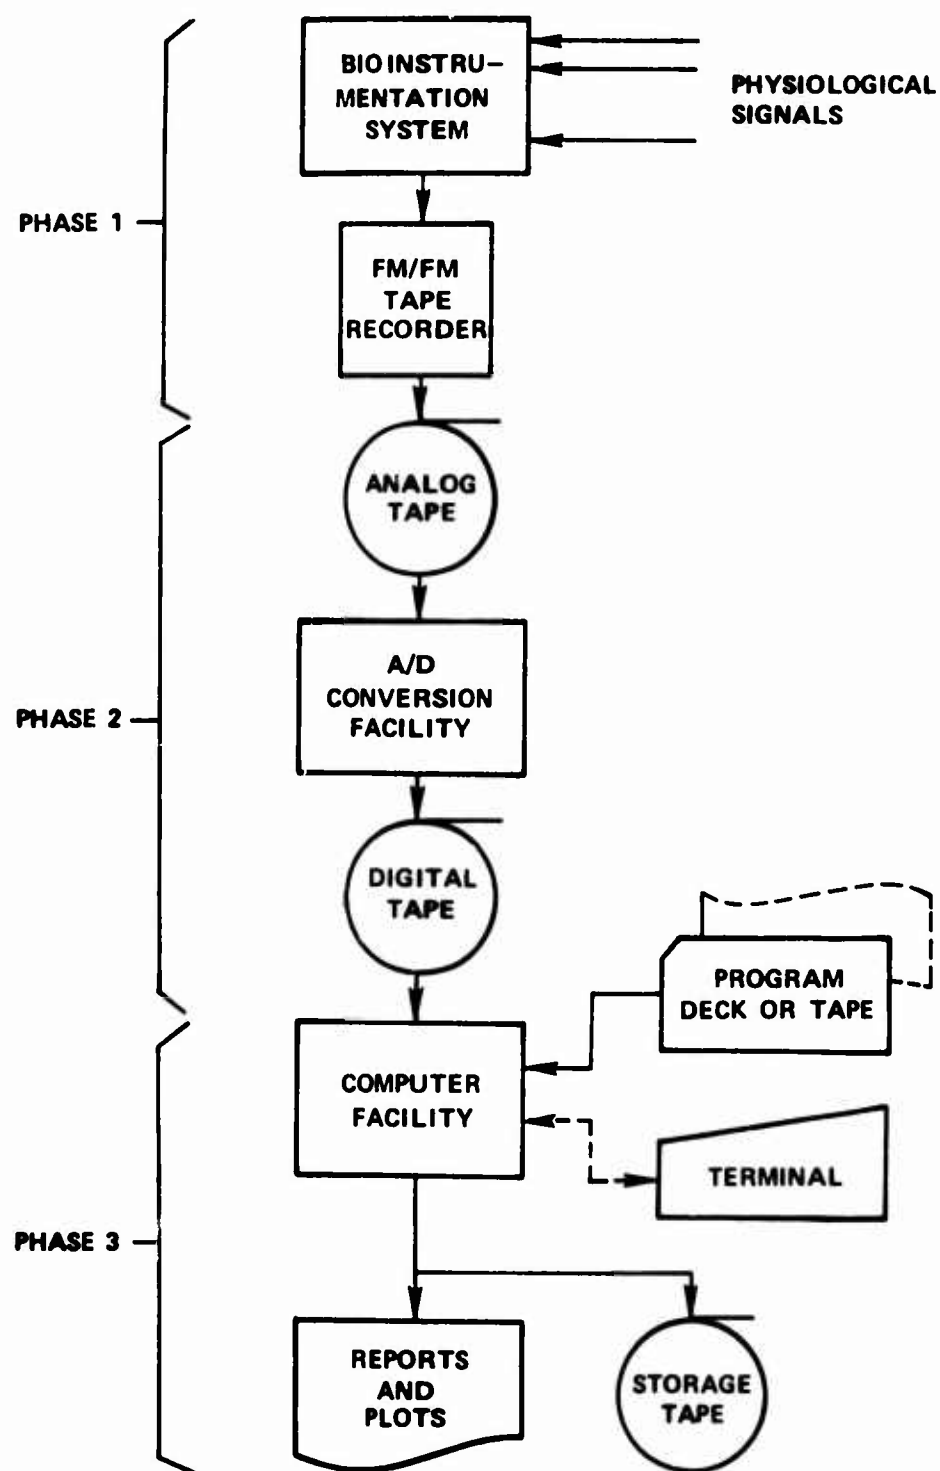 BIOINSTRU-
MENTATION
SYSTEM
PHYSIOLOGICAL
SIGNALS
PHASE 1
FM/FM
TAPE
RECORDER
ANALOG
TAPE
A/D
CONVERSION
FACILITY
PHASE 2
DIGITAL
TAPE
PROGRAM
DECK OR TAPE
COMPUTER
FACILITY
TERMINAL
PHASE 3
REPORTS
AND
PLOTS
STORAGE
TAPE